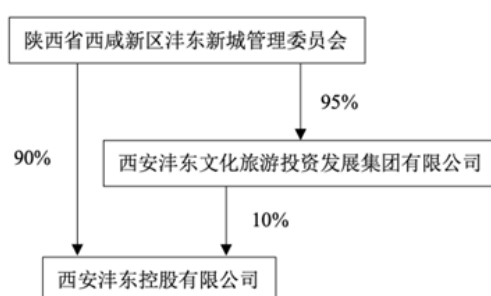 陕西省西咸新区沣东新城管理委员会
95%
90%
西安沣东文化旅游投资发展集团有限公司
10%
西安沣东控股有限公司